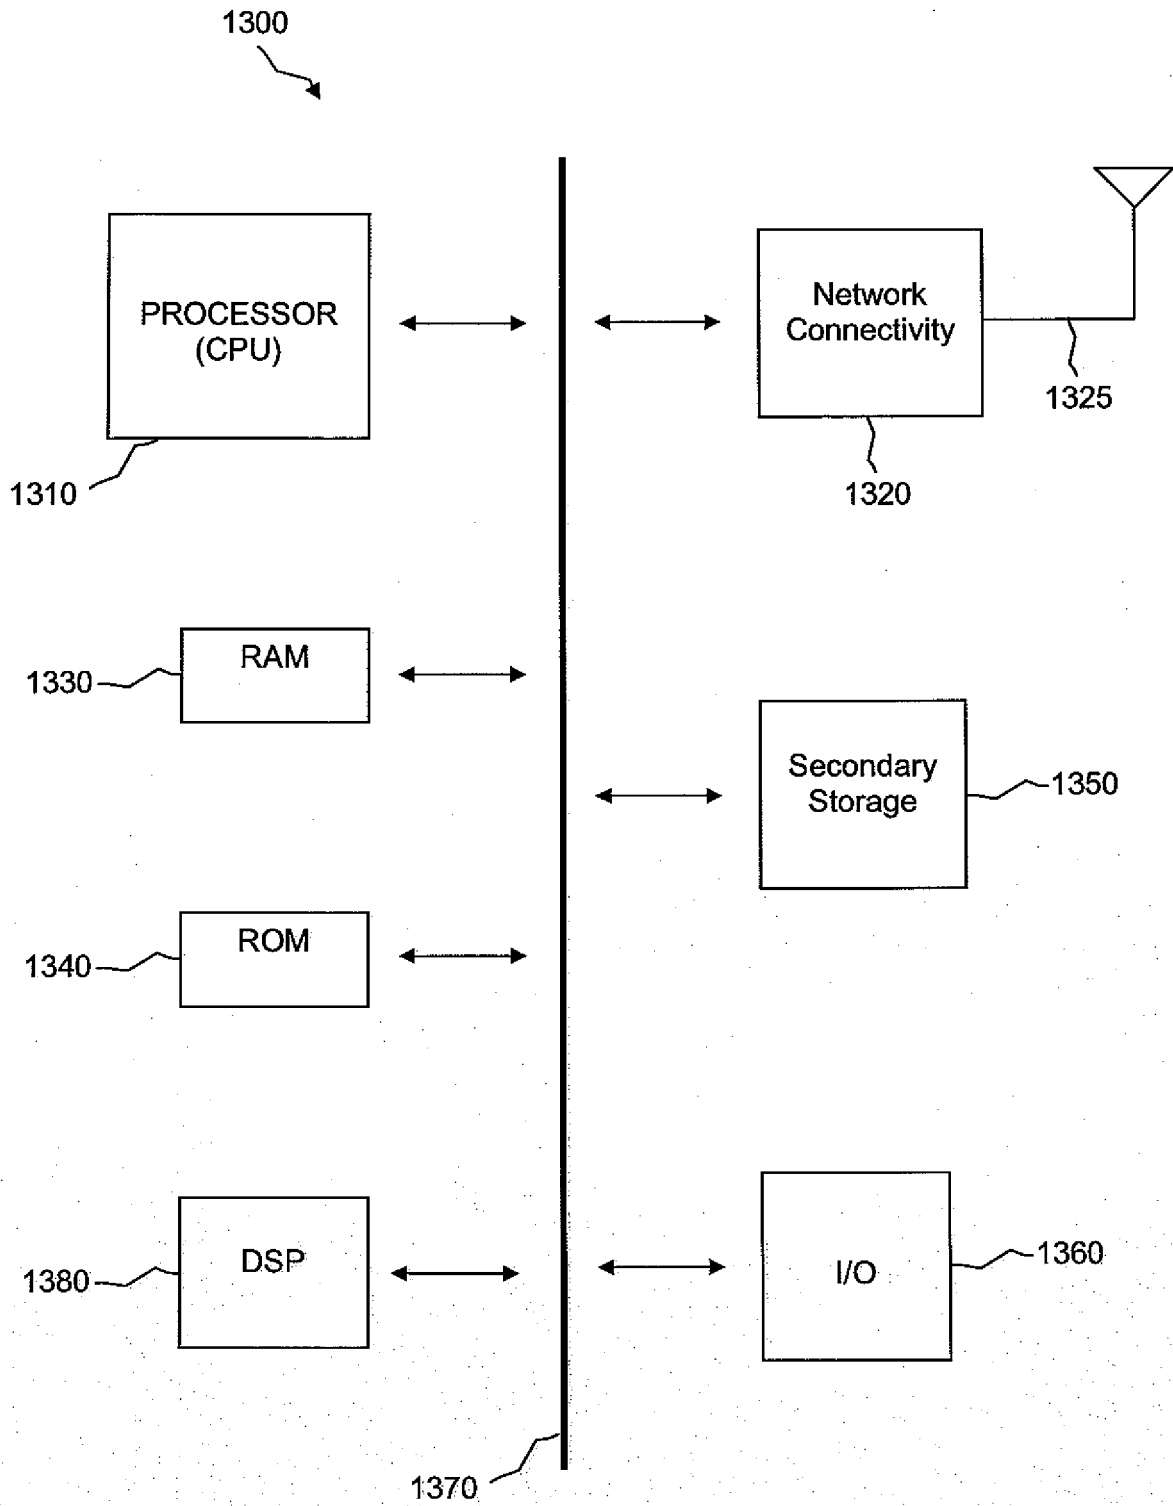 1300
PROCESSOR
(CPU)
1310
Network
Connectivity
1325
1320
RAM
1330
Secondary
Storage
1350
ROM
1340
DSP
1380
I/O
1360
1370